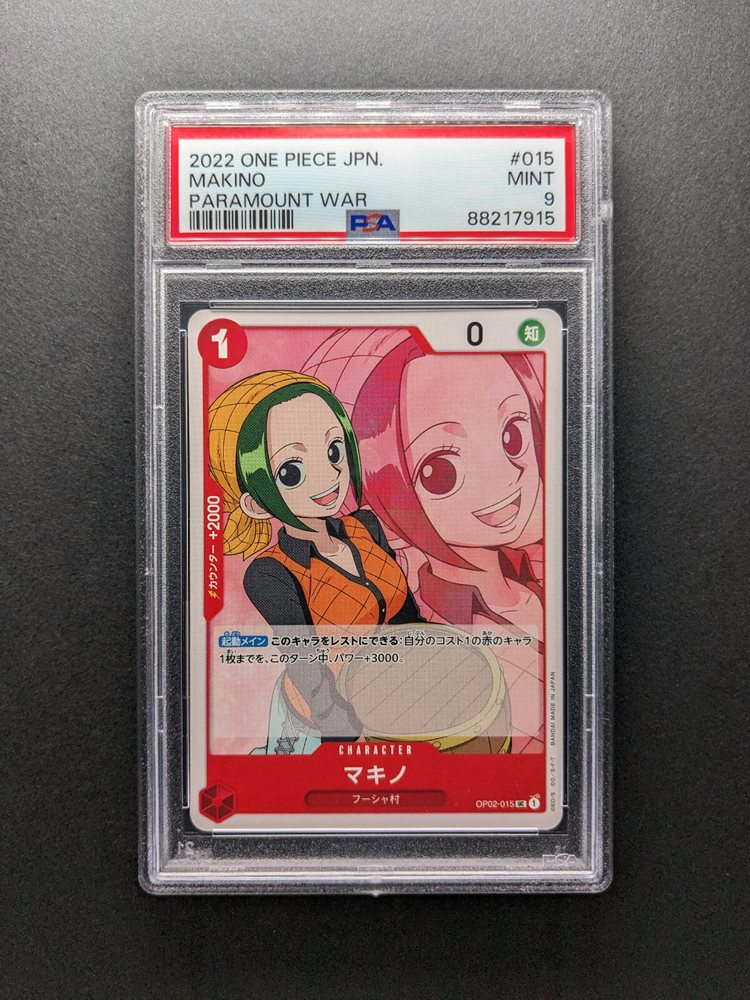 2022 ONE PIECE JPN. #015
MAKINO MINT
PARAMOUNT WAR 9
PSA 88217915
1 0 知
カウンター +2000
起動メイン このキャラをレストにできる:自分のコスト1の赤のキャラ
1枚までを、このターン中、パワー+3000。
CHARACTER
マキノ
フーシャ村
OP02-015 UC 1
BANDAI MADE IN JAPAN